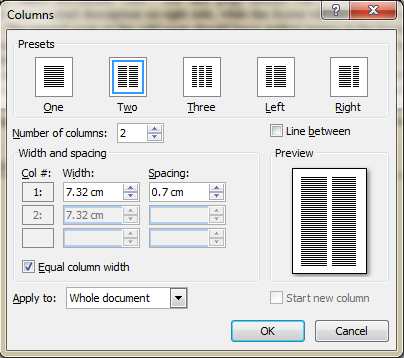 Columns
Presets
One Two Three Left Right
Number of columns: 2 Line between
Width and spacing Preview
Col #: Width: Spacing:
1: 7.32 cm 0.7 cm
2: 7.32 cm
Equal column width
Apply to: Whole document Start new column
OK Cancel